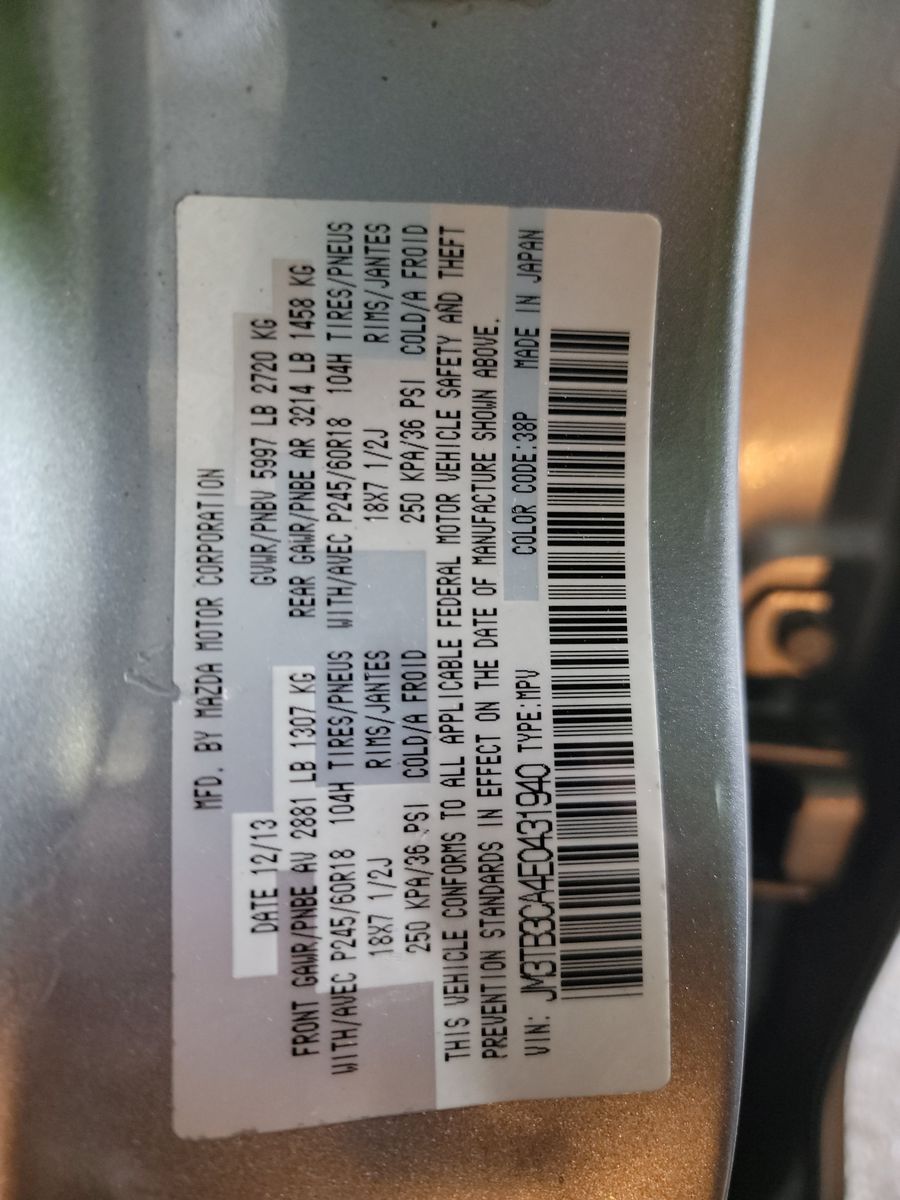 MFD. BY MAZDA MOTOR CORPORATION
DATE 12/13 GVWR/PNBV 5997 LB 2720 KG
FRONT GAWR/PNBE AV 2881 LB 1307 KG REAR GAWR/PNBE AR 3214 LB 1458 KG
WITH/AVEC P245/60R18 104H TIRES/PNEUS WITH/AVEC P245/60R18 104H TIRES/PNEUS
18X7 1/2J RIMS/JANTES 18X7 1/2J RIMS/JANTES
250 KPA/36 PSI COLD/A FROID 250 KPA/36 PSI COLD/A FROID
THIS VEHICLE CONFORMS TO ALL APPLICABLE FEDERAL MOTOR VEHICLE SAFETY AND THEFT
PREVENTION STANDARDS IN EFFECT ON THE DATE OF MANUFACTURE SHOWN ABOVE.
VIN: JM3TB3CA4E0431940 TYPE:MPV COLOR CODE:38P MADE IN JAPAN